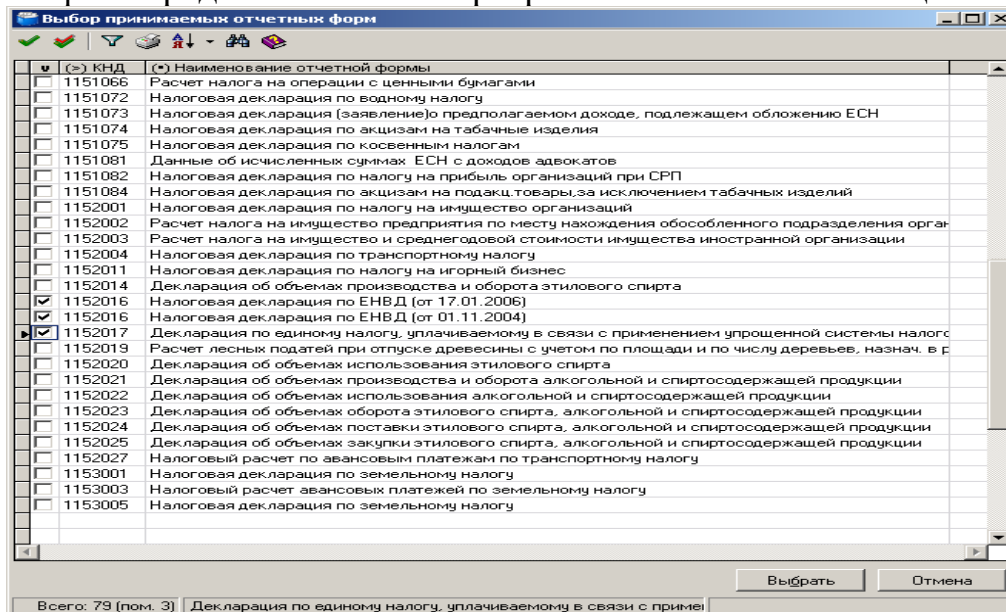 Выбор принимаемых отчетных форм
(>) КНД (•) Наименование отчетной формы
1151066 Расчет налога на операции с ценными бумагами
1151072 Налоговая декларация по водному налогу
1151073 Налоговая декларация (заявление)о предполагаемом доходе, подлежащем обложению ЕСН
1151074 Налоговая декларация по акцизам на табачные изделия
1151075 Налоговая декларация по косвенным налогам
1151081 Данные об исчисленных суммах ЕСН с доходов адвокатов
1151082 Налоговая декларация по налогу на прибыль организаций при СРП
1151084 Налоговая декларация по акцизам на подакц.товары,за исключением табачных изделий
1152001 Налоговая декларация по налогу на имущество организаций
1152002 Расчет налога на имущество предприятия по месту нахождения обособленного подразделения орган
1152003 Расчет налога на имущество и среднегодовой стоимости имущества иностранной организации
1152004 Налоговая декларация по транспортному налогу
1152011 Налоговая декларация по налогу на игорный бизнес
1152014 Декларация об объемах производства и оборота этилового спирта
1152016 Налоговая декларация по ЕНВД (от 17.01.2006)
1152016 Налоговая декларация по ЕНВД (от 01.11.2004)
1152017 Декларация по единому налогу, уплачиваемому в связи с применением упрощенной системы налого
1152019 Расчет лесных податей при отпуске древесины с учетом по площади и по числу деревьев, назнач. в р
1152020 Декларация об объемах использования этилового спирта
1152021 Декларация об объемах производства и оборота алкогольной и спиртосодержащей продукции
1152022 Декларация об объемах использования алкогольной и спиртосодержащей продукции
1152023 Декларация об объемах оборота этилового спирта, алкогольной и спиртосодержащей продукции
1152024 Декларация об объемах поставки этилового спирта, алкогольной и спиртосодержащей продукции
1152025 Декларация об объемах закупки этилового спирта, алкогольной и спиртосодержащей продукции
1152027 Налоговый расчет по авансовым платежам по транспортному налогу
1153001 Налоговая декларация по земельному налогу
1153003 Налоговый расчет авансовых платежей по земельному налогу
1153005 Налоговая декларация по земельному налогу
Выбрать Отмена
Всего: 79 (пом. 3) Декларация по единому налогу, уплачиваемому в связи с приме